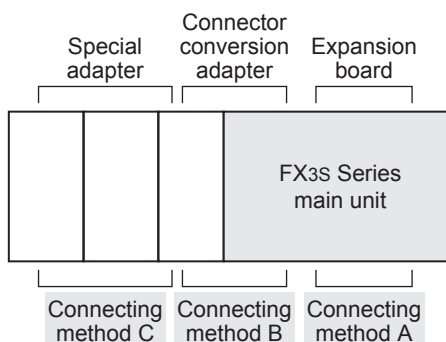 Special
adapter
Connector
conversion
adapter
Expansion
board
FX3S Series
main unit
Connecting
method C
Connecting
method B
Connecting
method A